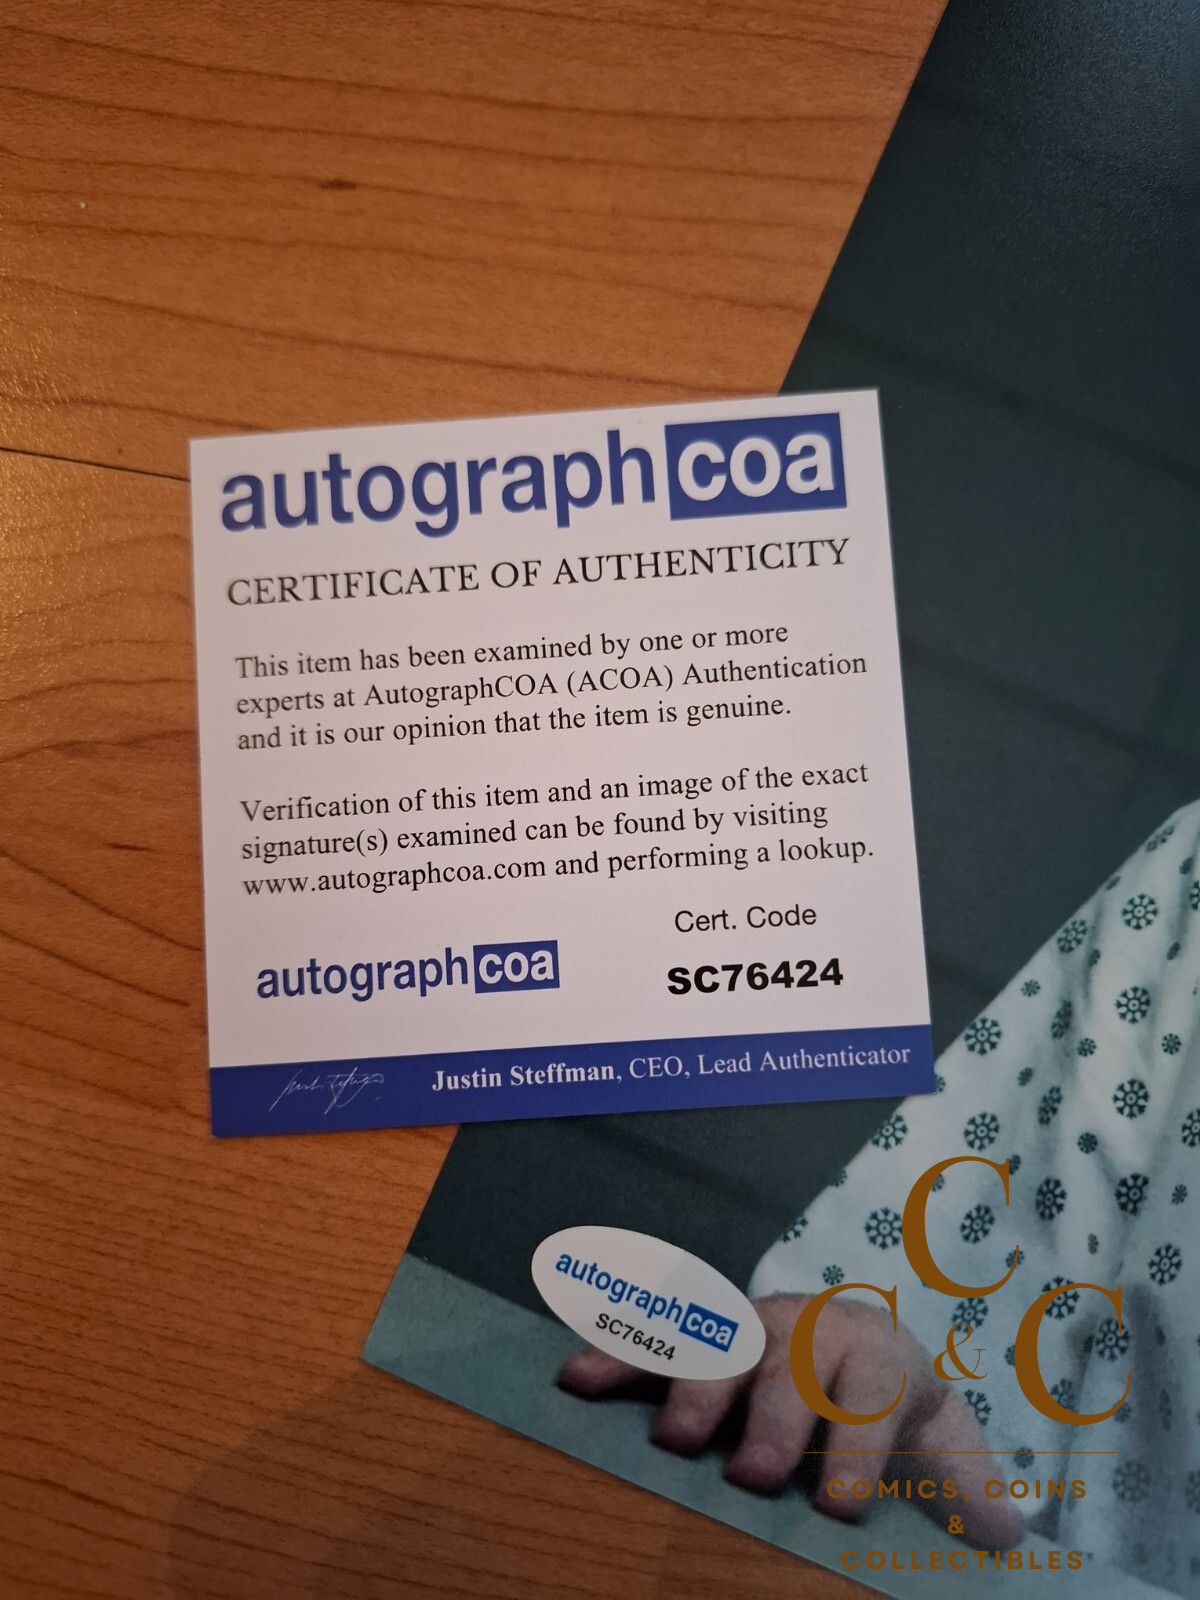 autograph coa
CERTIFICATE OF AUTHENTICITY
This item has been examined by one or more
experts at AutographCOA (ACOA) Authentication
and it is our opinion that the item is genuine.
Verification of this item and an image of the exact
signature(s) examined can be found by visiting
www.autographcoa.com and performing a lookup.
Cert. Code
autograph coa SC76424
Justin Steffman, CEO, Lead Authenticator
autograph coa
SC76424
C
C & C
COMICS, COINS
&
COLLECTIBLES